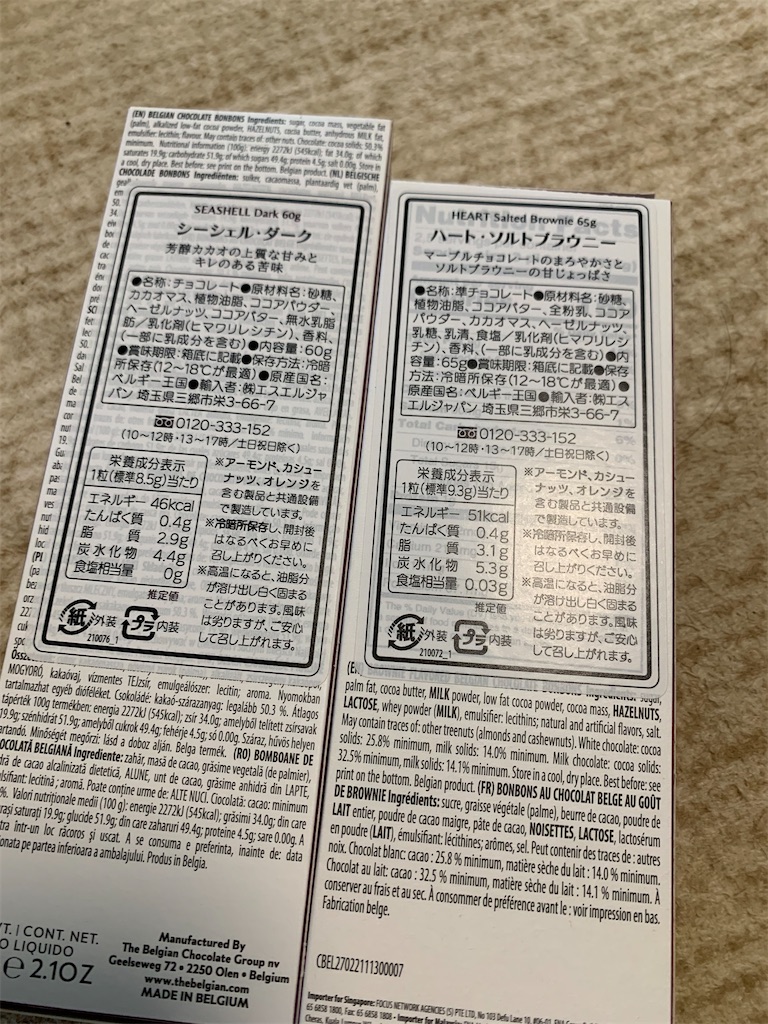 (EN) BELGIAN CHOCOLATE BONBONS Ingredients: sugar, cocoa mass, vegetable fat
(palm), alkalized low-fat cocoa powder, HAZELNUTS, cocoa butter, anhydrous MILK fat,
emulsifier: lecithin; flavour. May contain traces of: other nuts. Chocolate: cocoa solids: 50.3%
minimum. Nutritional information (100g): energy 2272kJ (545kcal); fat 34.0g; of which
saturates 19.9g; carbohydrate 51.9g; of which sugars 49.4g; protein 4.5g; salt 0.00g. Store in
a cool, dry place. Best before: see print on the bottom. Belgian product. (NL) BELGISCHE
CHOCOLADE BONBONS Ingrediënten: suiker, cacaomassa, plantaardig vet (palm),
SEASHELL Dark 60g
シーシェル・ダーク
芳醇カカオの上質な甘みと
キレのある苦味
●名称：チョコレート●原材料名：砂糖、
カカオマス、植物油脂、ココアパウダー、
ヘーゼルナッツ、ココアバター、無水乳脂
肪／乳化剤(ヒマワリレシチン)、香料、
(一部に乳成分を含む)●内容量：60g
●賞味期限：箱底に記載●保存方法：冷暗
所保存(12～18℃が最適)●原産国名：
ベルギー王国●輸入者：㈱エスエルジャ
パン 埼玉県三郷市栄3-66-7
0120-333-152
(10～12時・13～17時／土日祝日除く)
栄養成分表示
1粒(標準8.5g)当たり
エネルギー 46kcal
たんぱく質 0.4g
脂質 2.9g
炭水化物 4.4g
食塩相当量 0g
推定値
※アーモンド、カシュー
ナッツ、オレンジを
含む製品と共通設備
で製造しています。
※冷暗所保存し、開封後
はなるべくお早めに
召し上がりください。
※高温になると、油脂分
が溶け出し白く固まる
ことがあります。風味
は劣りますが、ご安心
して召し上がれます。
紙 外装 プラ 内装
210076_1
MOGYORÓ, kakaóvaj, vízmentes TEJzsír, emulgeálószer: lecitin; aroma. Nyomokban
tartalmazhat egyéb dióféléket. Csokoládé: kakaó-szárazanyag: legalább 50.3 %. Átlagos
tápérték 100g termékben: energia 2272kJ (545kcal); zsír 34.0g; amelyből telített zsírsavak
19.9g; szénhidrát 51.9g; amelyből cukrok 49.4g; fehérje 4.5g; só 0.00g. Száraz, hűvös helyen
tartandó. Minőségét megőrzi: lásd a doboz alján. Belga termék. (RO) BOMBOANE DE
CIOCOLATĂ BELGIANĂ Ingrediente: zahăr, masă de cacao, grăsime vegetală (de palmier),
de cacao alcalinizată dietetică, ALUNE, unt de cacao, grăsime anhidră din LAPTE,
lecitină; aromă. Poate conține urme de: ALTE NUCI. Ciocolată: cacao: minimum
%. Valori nutriționale medii (100 g): energie 2272kJ (545kcal); grăsimi 34.0g; din care
saturați 19.9g; glucide 51.9g; din care zaharuri 49.4g; proteine 4.5g; sare 0.00g. A
într-un loc răcoros și uscat. A se consuma e preferinta, inainte de: data
pe partea inferioara a ambalajului. Produs in Belgia.
WT. | CONT. NET.
LIQUIDO
e 2.1OZ
Manufactured By
The Belgian Chocolate Group nv
Geelseweg 72 • 2250 Olen • Belgium
www.thebelgian.com
MADE IN BELGIUM
HEART Salted Brownie 65g
ハート・ソルトブラウニー
マーブルチョコレートのまろやかさと
ソルトブラウニーの甘じょっぱさ
●名称：準チョコレート●原材料名：砂糖、
植物油脂、ココアバター、全粉乳、ココア
パウダー、カカオマス、ヘーゼルナッツ、
乳糖、乳清、食塩／乳化剤(ヒマワリレシ
チン)、香料、(一部に乳成分を含む)●内
容量：65g●賞味期限：箱底に記載●保存
方法：冷暗所保存(12～18℃が最適)●
原産国名：ベルギー王国●輸入者：㈱エス
エルジャパン 埼玉県三郷市栄3-66-7
0120-333-152
(10～12時・13～17時／土日祝日除く)
栄養成分表示
1粒(標準9.3g)当たり
エネルギー 51kcal
たんぱく質 0.4g
脂質 3.1g
炭水化物 5.3g
食塩相当量 0.03g
推定値
※アーモンド、カシュー
ナッツ、オレンジを
含む製品と共通設備
で製造しています。
※冷暗所保存し、開封後
はなるべくお早めに
召し上がりください。
※高温になると、油脂分
が溶け出し白く固まる
ことがあります。風味
は劣りますが、ご安心
して召し上がれます。
紙 外装 プラ 内装
210072_1
palm fat, cocoa butter, MILK powder, low fat cocoa powder, cocoa mass, HAZELNUTS,
LACTOSE, whey powder (MILK), emulsifier: lecithins; natural and artificial flavors, salt.
May contain traces of: other treenuts (almonds and cashewnuts). White chocolate: cocoa
solids: 25.8% minimum, milk solids: 14.0% minimum. Milk chocolate: cocoa solids:
32.5% minimum, milk solids: 14.1% minimum. Store in a cool, dry place. Best before: see
print on the bottom. Belgian product. (FR) BONBONS AU CHOCOLAT BELGE AU GOÛT
DE BROWNIE Ingrédients: sucre, graisse végétale (palme), beurre de cacao, poudre de
LAIT entier, poudre de cacao maigre, pâte de cacao, NOISETTES, LACTOSE, lactosérum
en poudre (LAIT), émulsifiant: lécithines; arômes, sel. Peut contenir des traces de : autres
noix. Chocolat blanc: cacao : 25.8 % minimum, matière sèche du lait : 14.0 % minimum.
Chocolat au lait: cacao : 32.5 % minimum, matière sèche du lait : 14.1 % minimum. À
conserver au frais et au sec. À consommer de préférence avant le : voir impression en bas.
Fabrication belge.
CBEL27022111300007
Importer for Singapore: FOCUS NETWORK AGENCIES (S) PTE LTD, No 103 Defu Lane 10,
65 6858 1800, Fax: 65 6858 1808 - Importer for Malaysia: